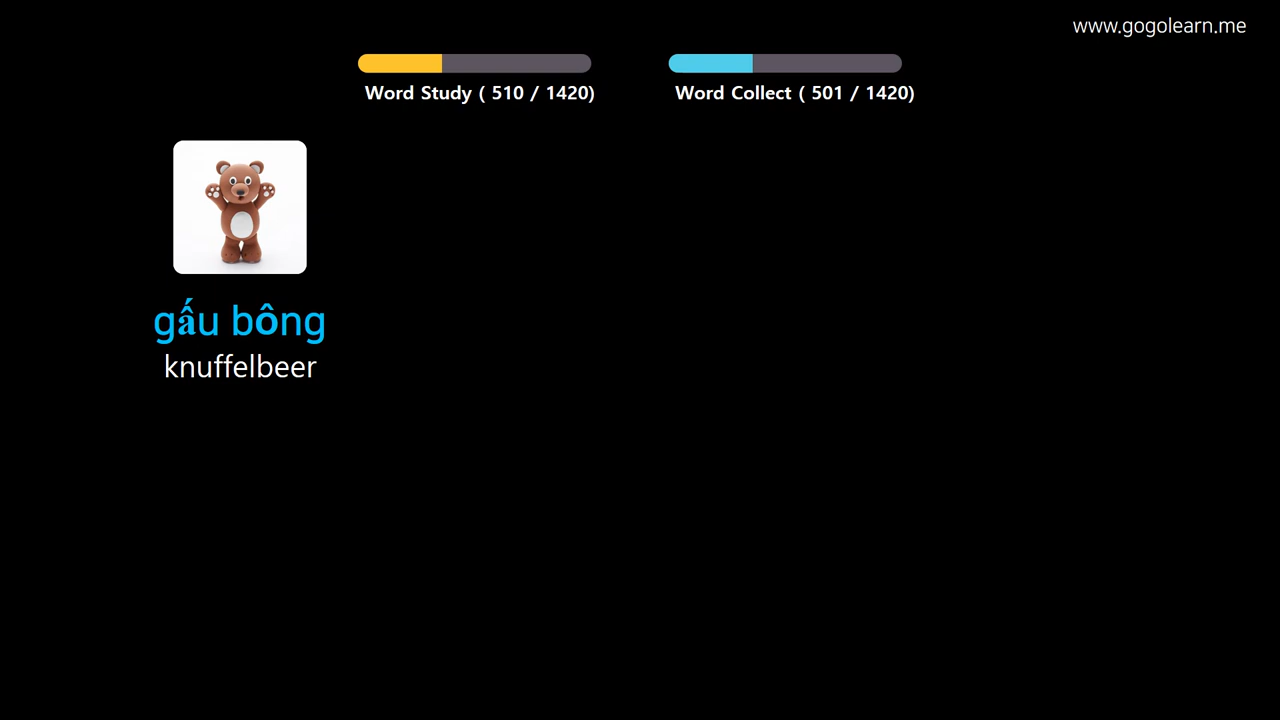 www.gogolearn.me
Word Study ( 510 / 1420)
Word Collect ( 501 / 1420)
gấu bông
knuffelbeer